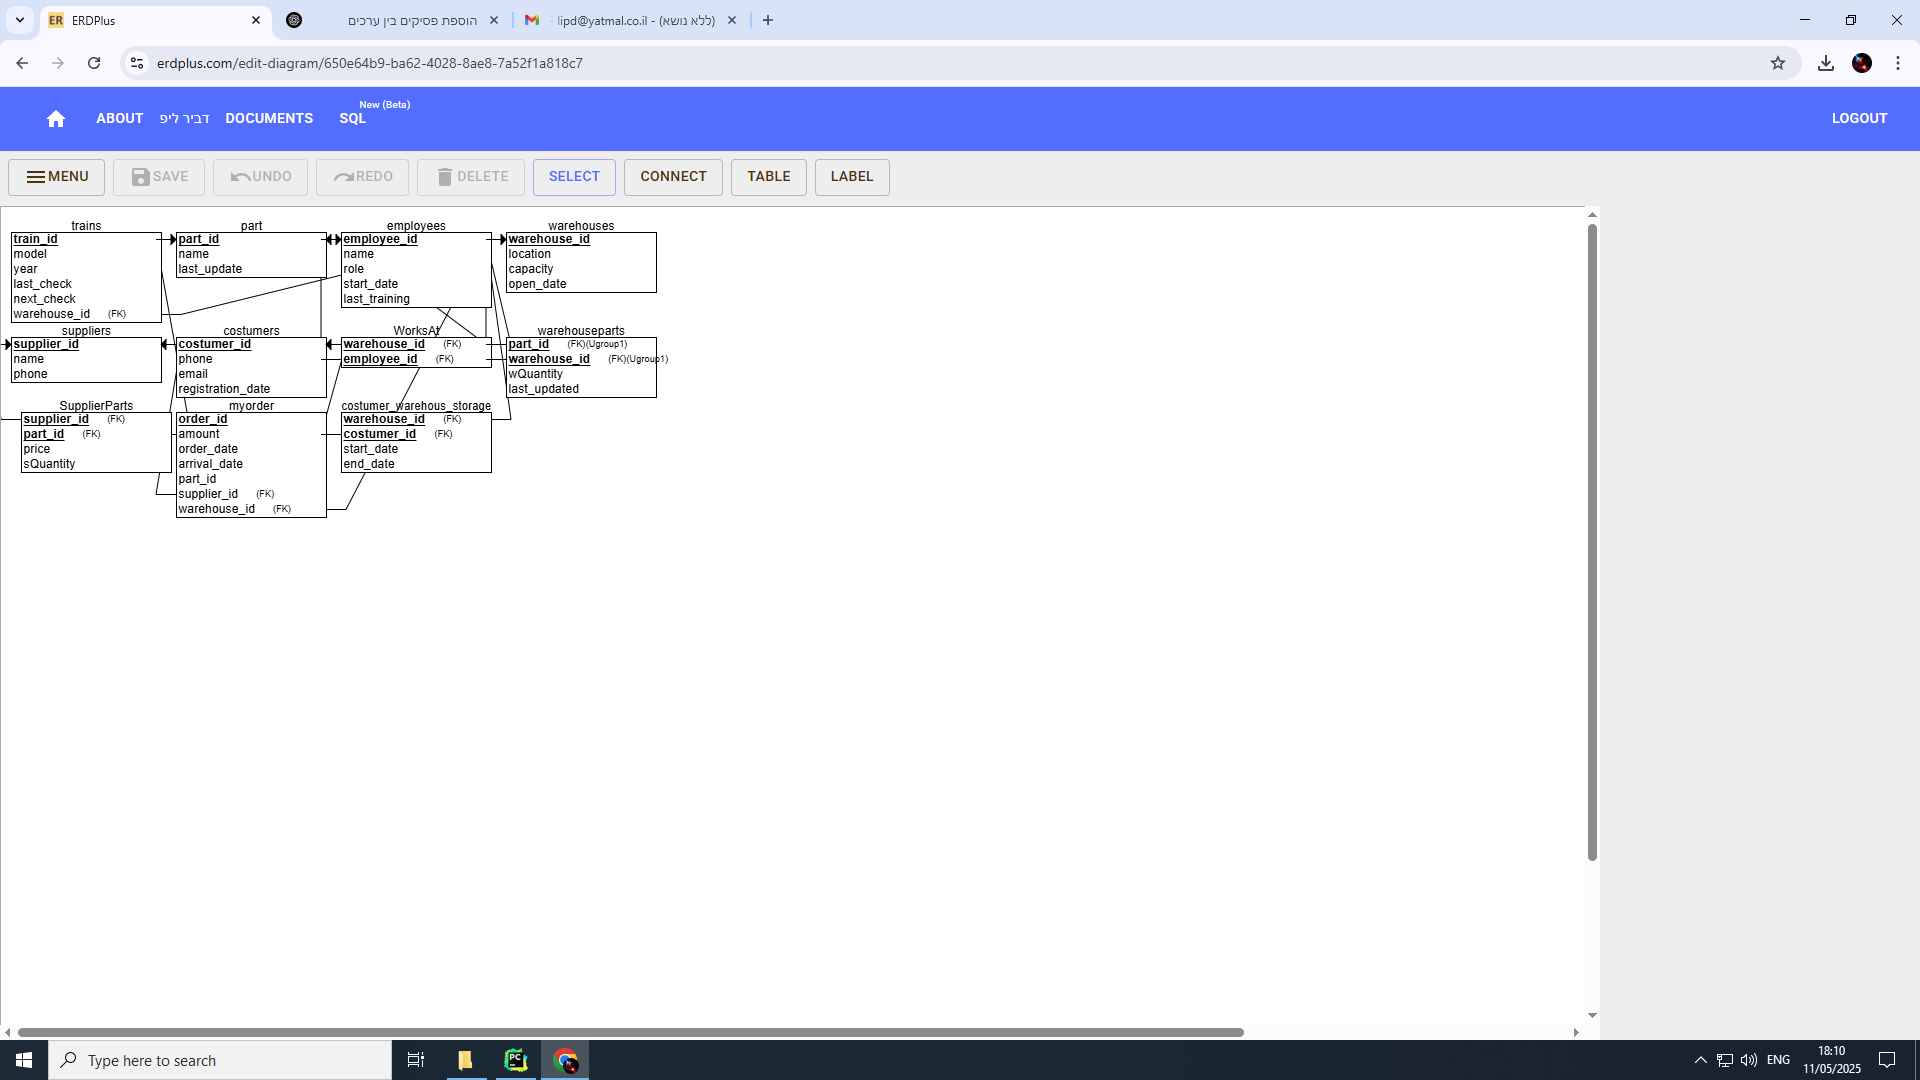 ERDPlus
הוספת פסיקים בין ערכים
(ללא נושא) - lipd@yatmal.co.il -
erdplus.com/edit-diagram/650e64b9-ba62-4028-8ae8-7a52f1a818c7
ABOUT
דביר ליפ
DOCUMENTS
SQL
New (Beta)
LOGOUT
MENU
SAVE
UNDO
REDO
DELETE
SELECT
CONNECT
TABLE
LABEL
trains
train_id
model
year
last_check
next_check
warehouse_id (FK)
part
part_id
name
last_update
employees
employee_id
name
role
start_date
last_training
warehouses
warehouse_id
location
capacity
open_date
suppliers
supplier_id
name
phone
costumers
costumer_id
phone
email
registration_date
WorksAt
warehouse_id (FK)
employee_id (FK)
warehouseparts
part_id (FK)(Ugroup1)
warehouse_id (FK)(Ugroup1)
wQuantity
last_updated
SupplierParts
supplier_id (FK)
part_id (FK)
price
sQuantity
myorder
order_id
amount
order_date
arrival_date
part_id
supplier_id (FK)
warehouse_id (FK)
costumer_warehous_storage
warehouse_id (FK)
costumer_id (FK)
start_date
end_date
Type here to search
PC
ENG
18:10
11/05/2025